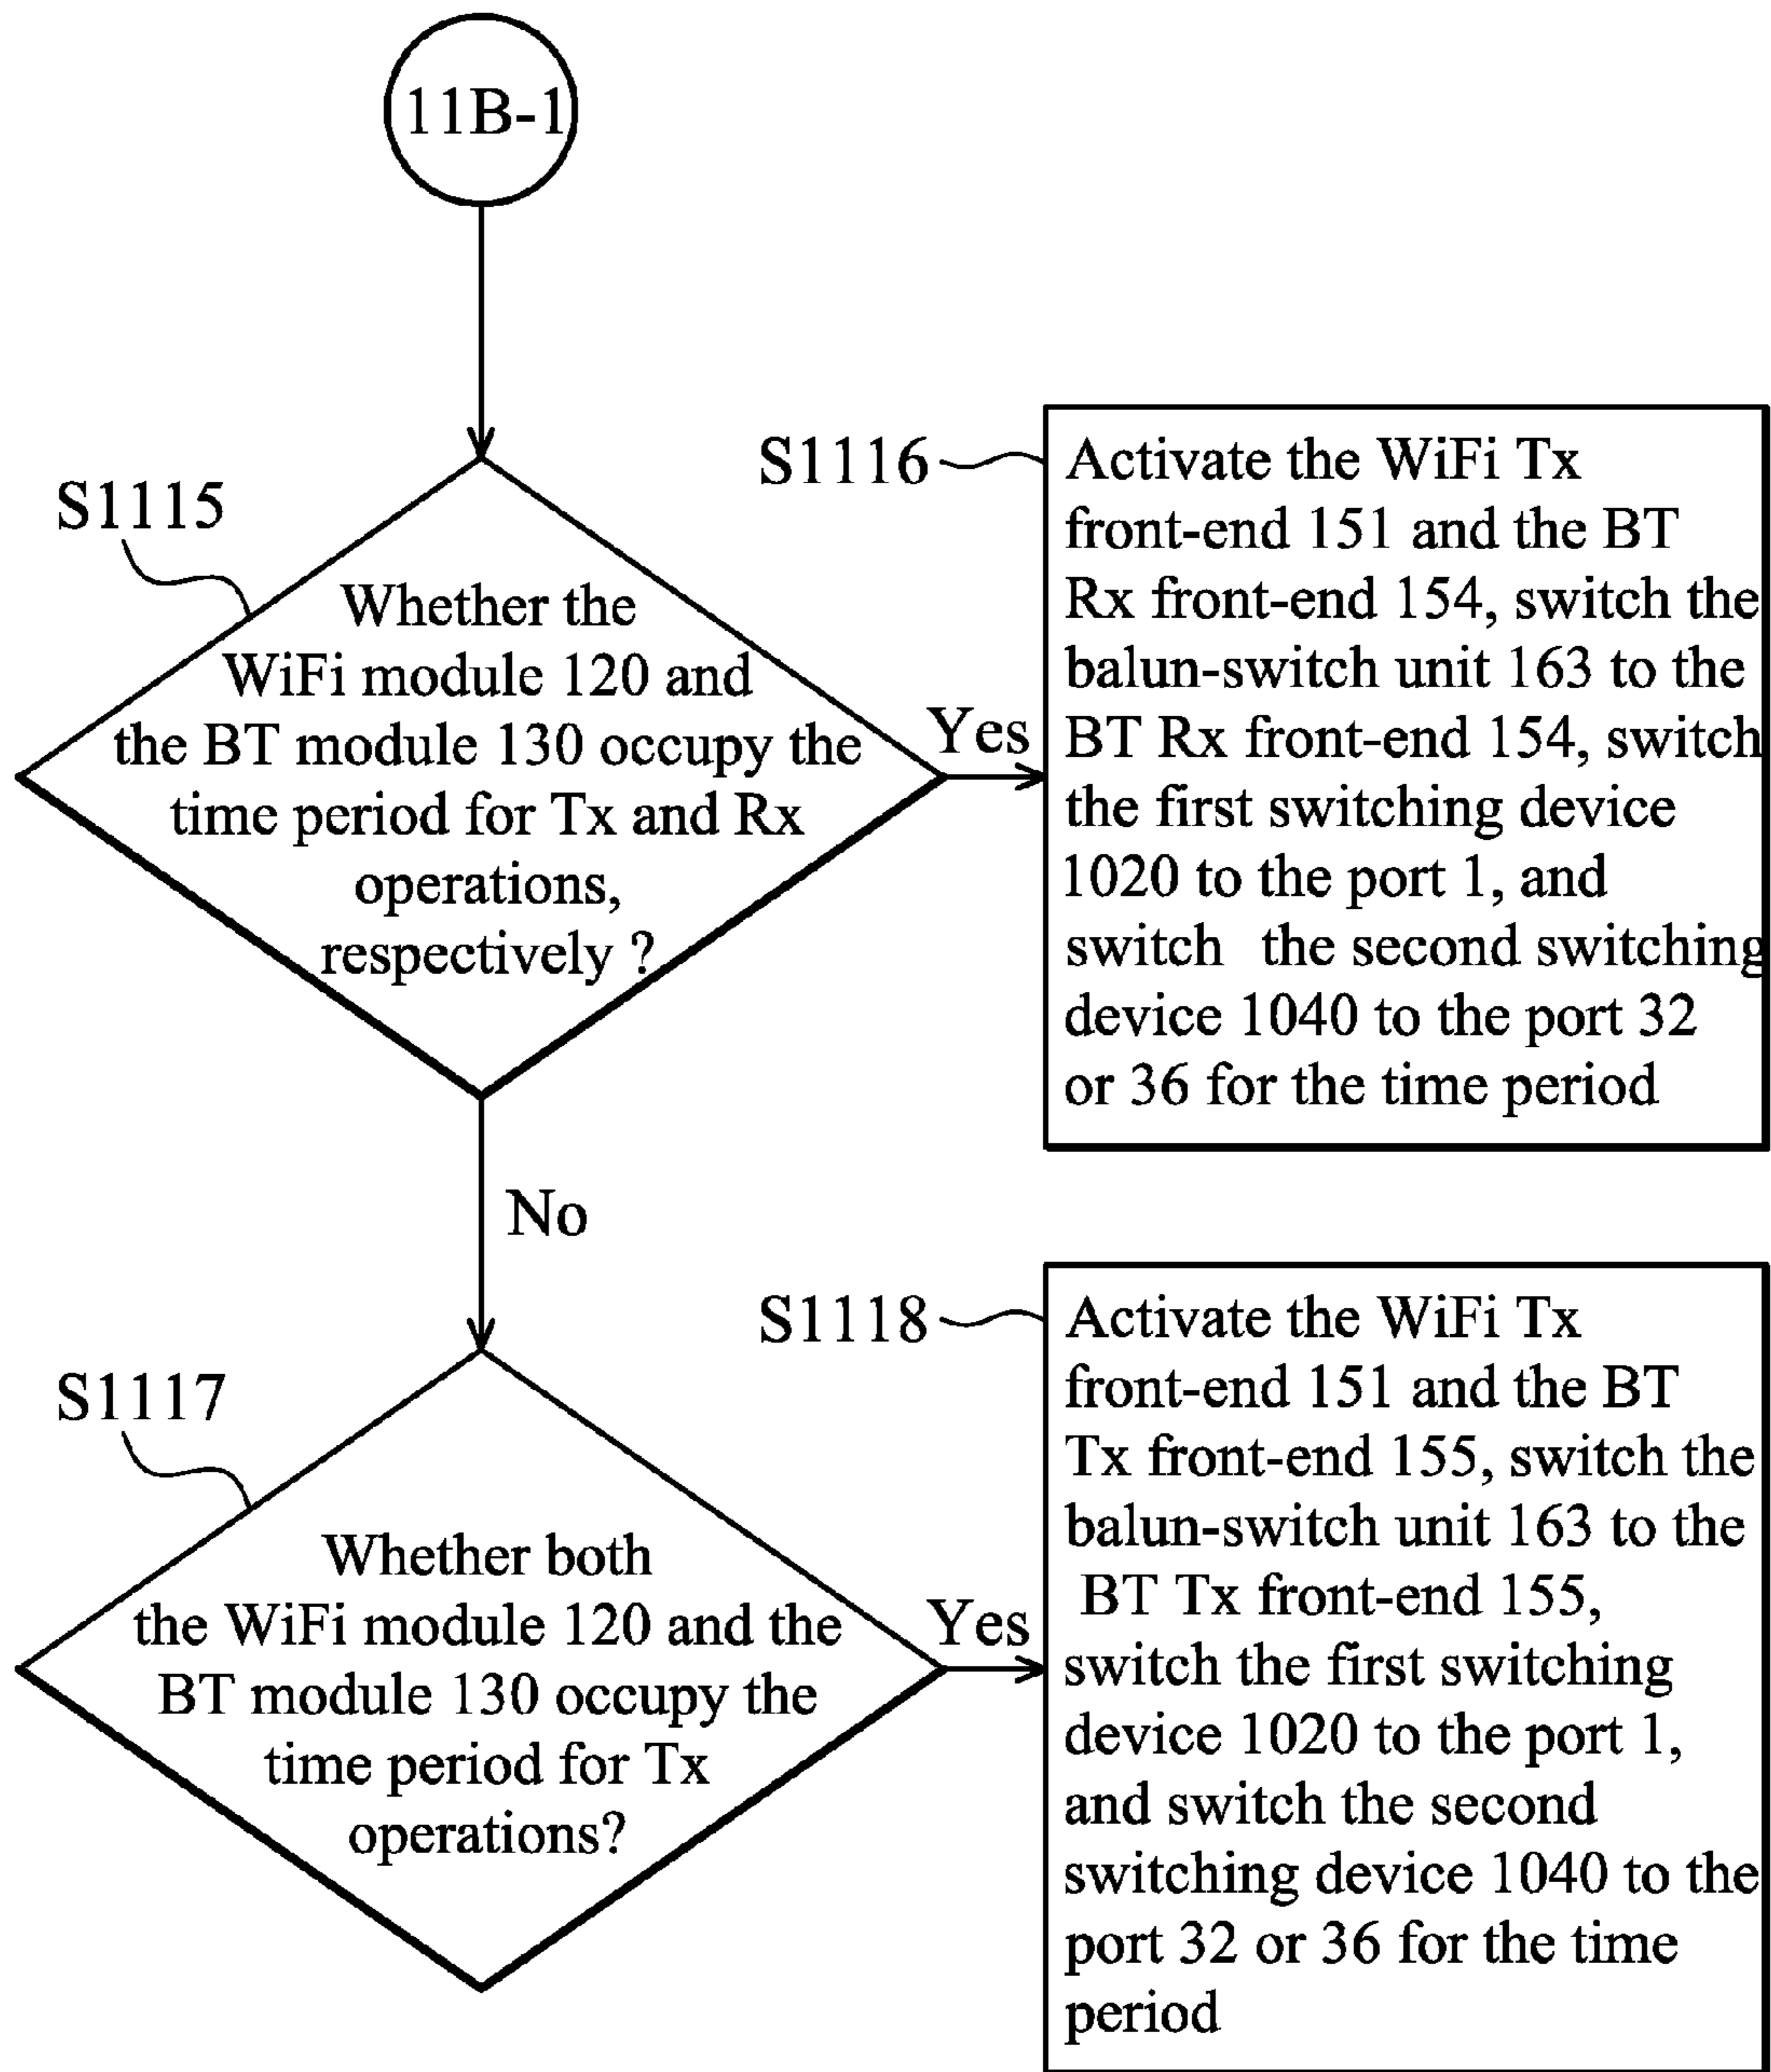 11B-1
S1115
Whether the
WiFi module 120 and
the BT module 130 occupy the
time period for Tx and Rx
operations,
respectively ?
Yes
S1116
Activate the WiFi Tx
front-end 151 and the BT
Rx front-end 154, switch the
balun-switch unit 163 to the
BT Rx front-end 154, switch
the first switching device
1020 to the port 1, and
switch the second switching
device 1040 to the port 32
or 36 for the time period
No
S1117
Whether both
the WiFi module 120 and the
BT module 130 occupy the
time period for Tx
operations?
Yes
S1118
Activate the WiFi Tx
front-end 151 and the BT
Tx front-end 155, switch the
balun-switch unit 163 to the
BT Tx front-end 155,
switch the first switching
device 1020 to the port 1,
and switch the second
switching device 1040 to the
port 32 or 36 for the time
period